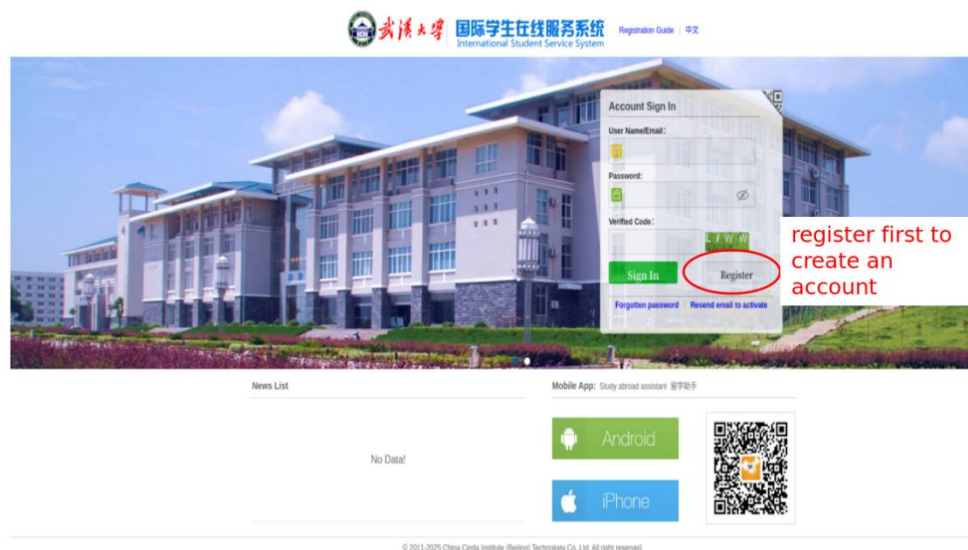 武汉大学 国际学生在线服务系统 Registration Guide | 中文
International Student Service System
Account Sign In
User Name/Email:
Password:
Verified Code:
Sign In Register
register first to
create an
account
Forgotten password Resend email to activate
News List
No Data!
Mobile App: Study abroad assistant 留学助手
Android
iPhone
© 2011-2025 China Cinda Institute (Beijing) Technology Co., Ltd. All right reserved.